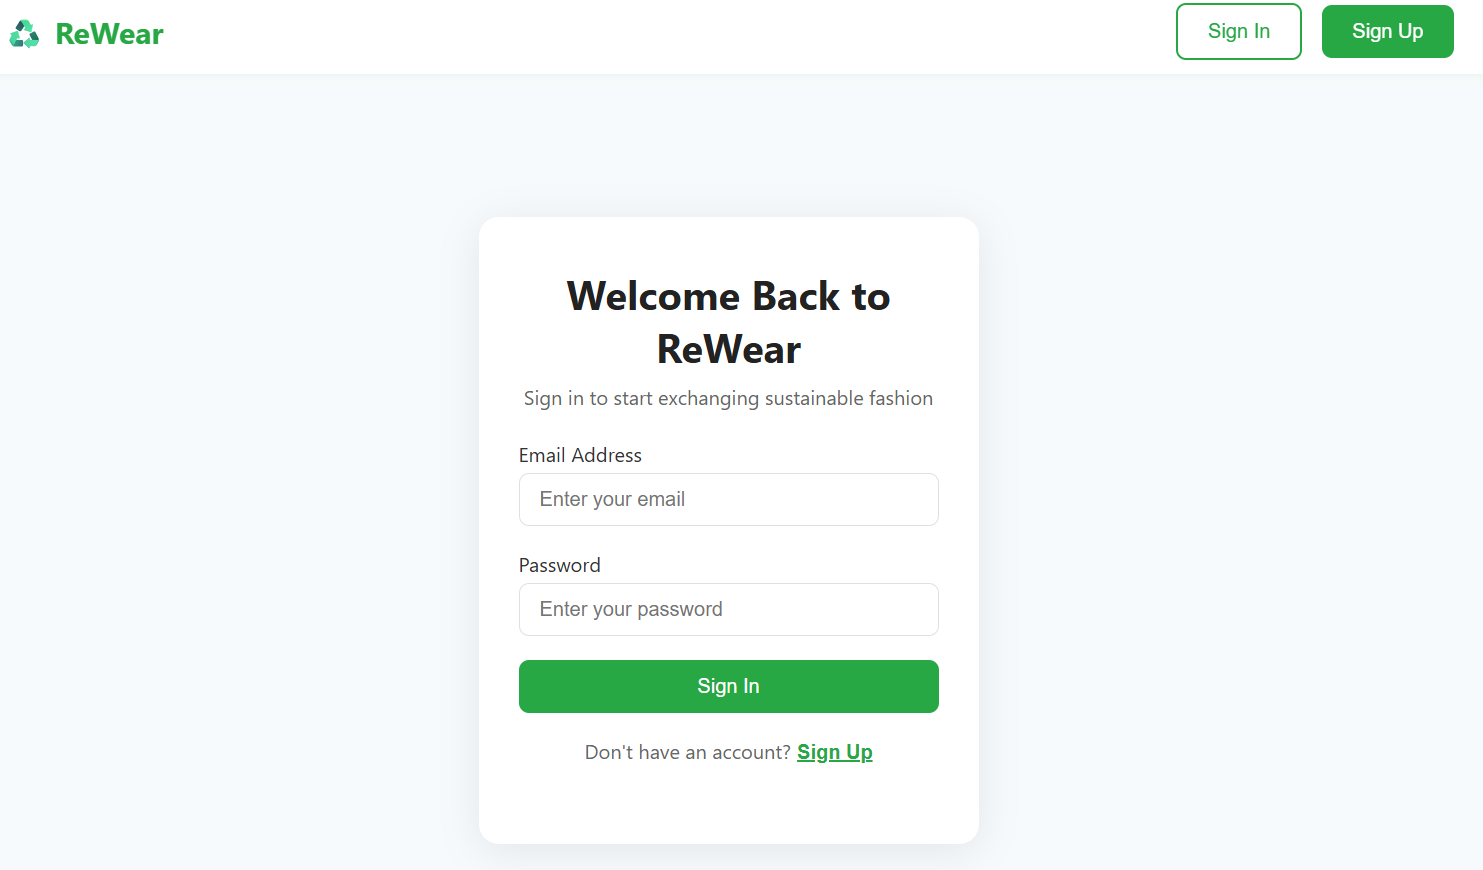 ReWear
Sign In
Sign Up
Welcome Back to
ReWear
Sign in to start exchanging sustainable fashion
Email Address
Enter your email
Password
Enter your password
Sign In
Don't have an account? Sign Up